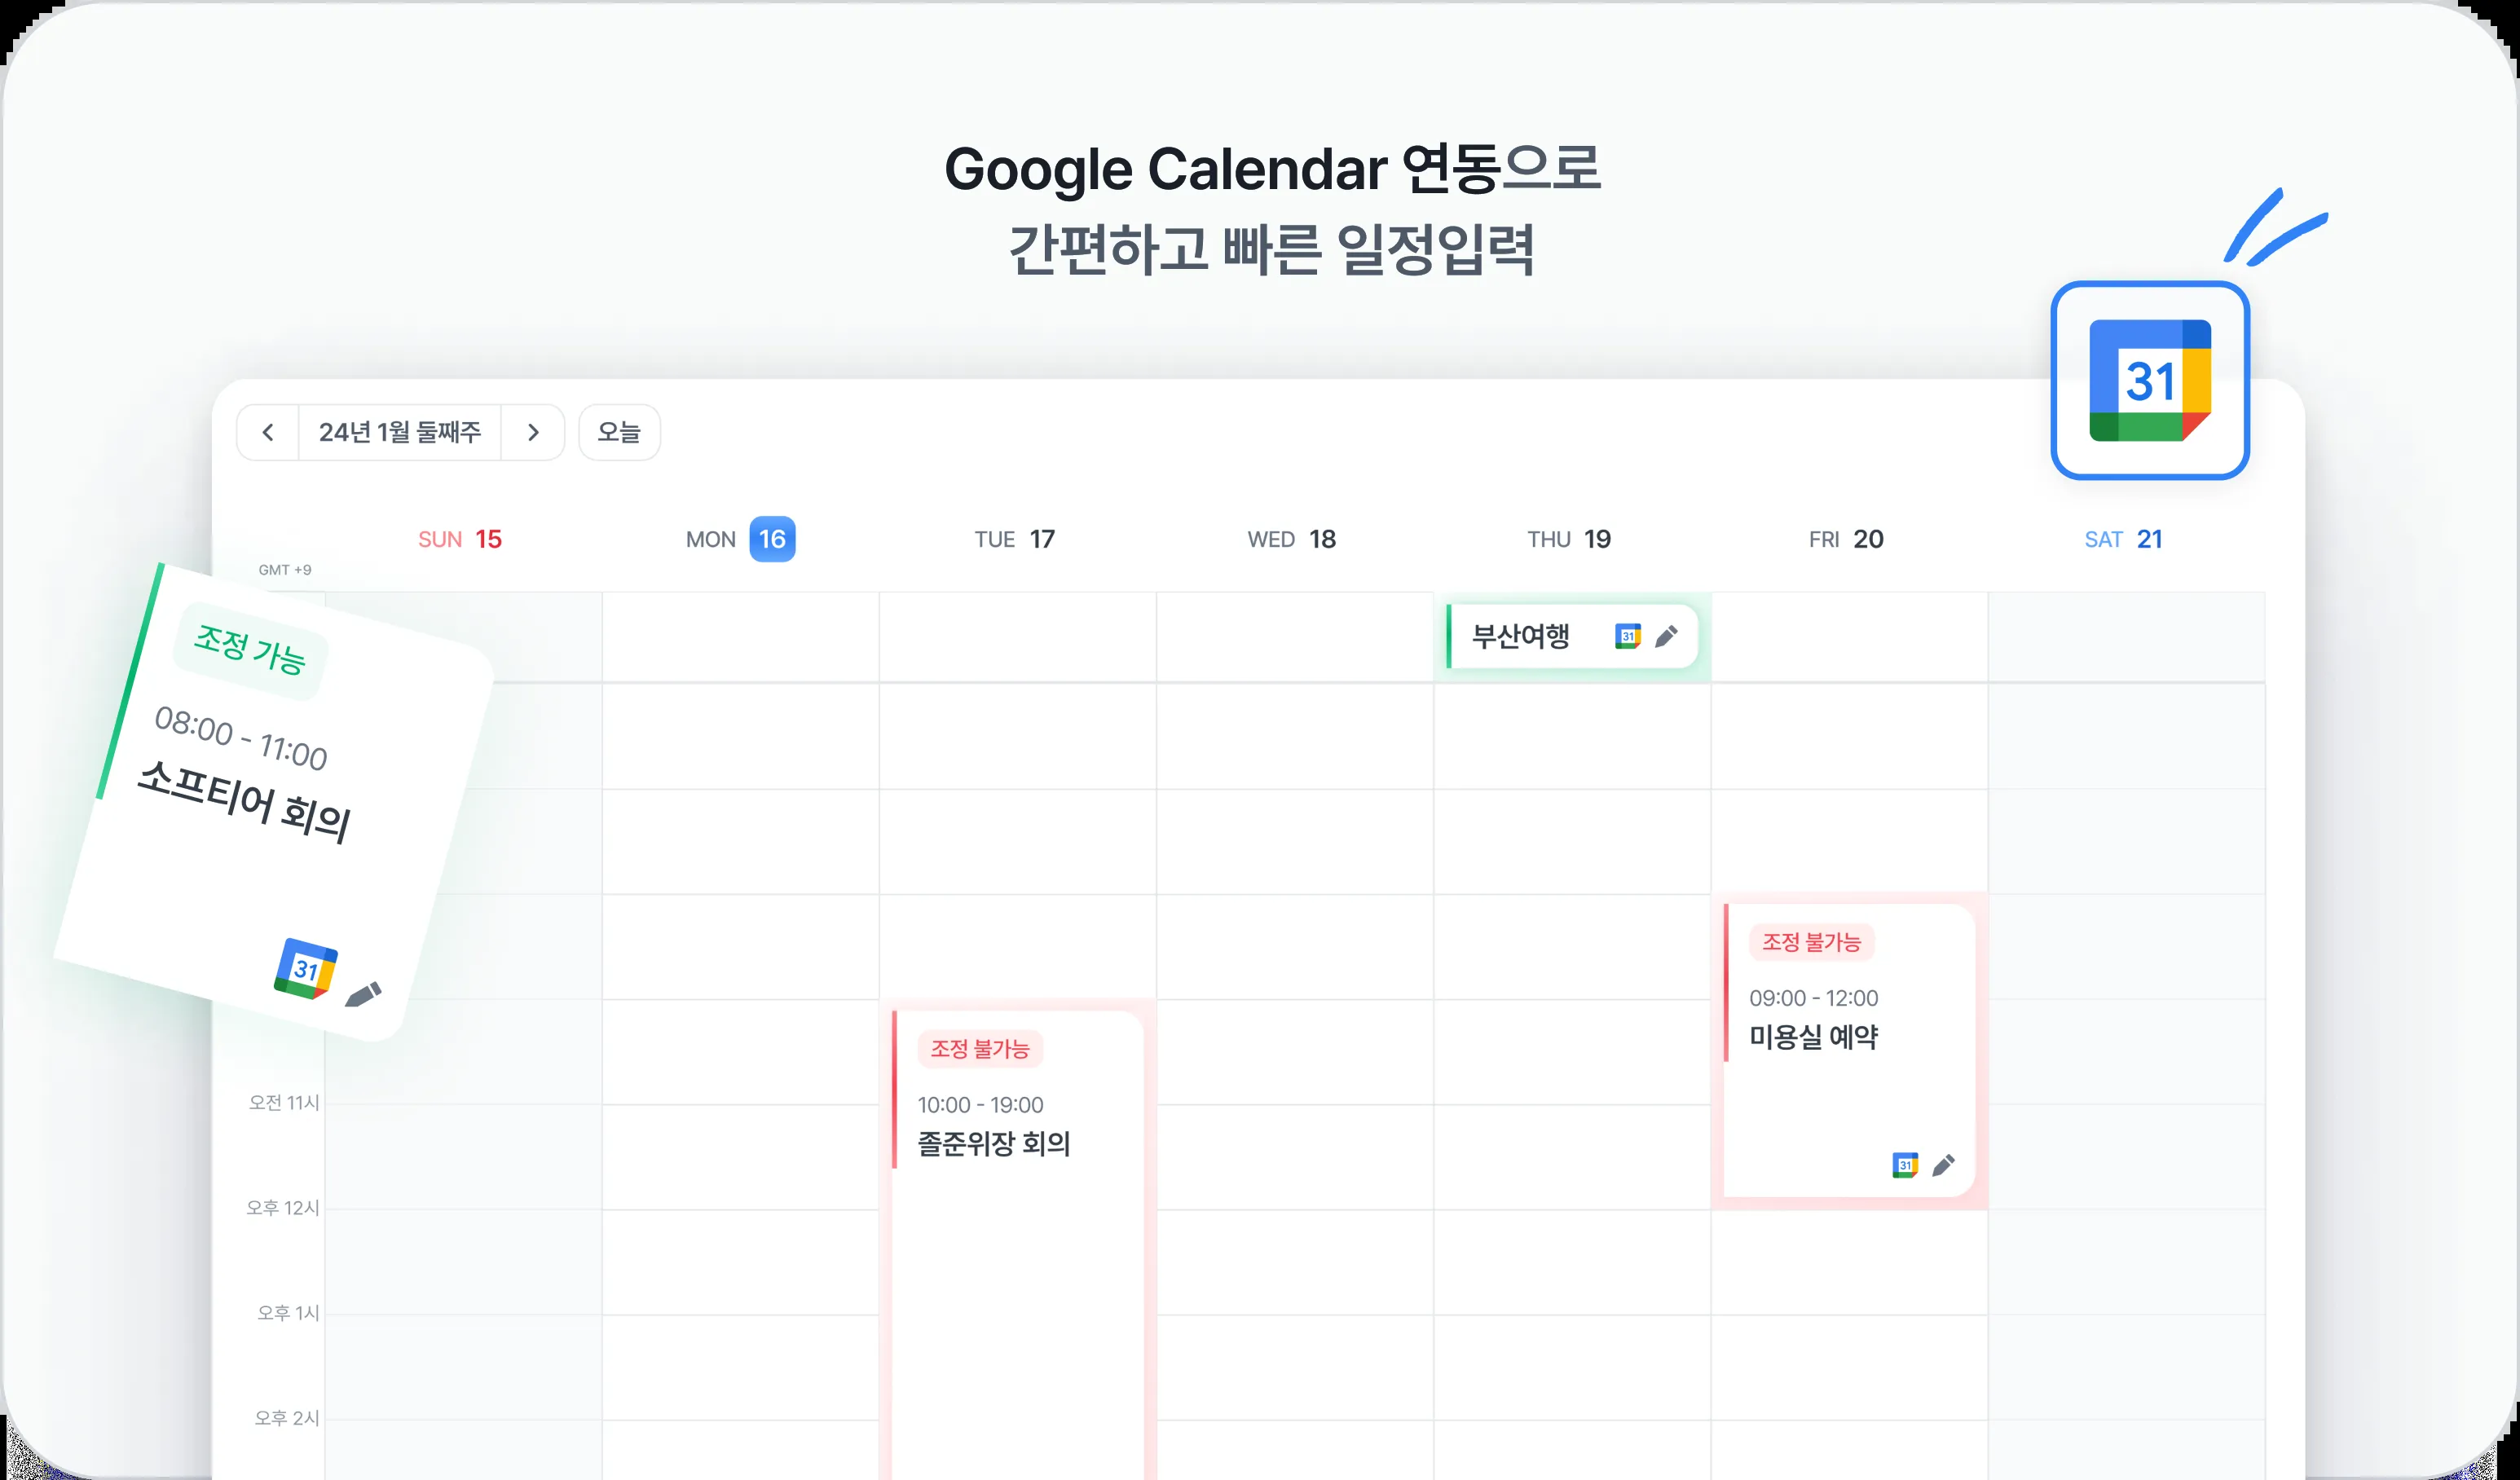 Google Calendar 연동으로
간편하고 빠른 일정입력
31
24년 1월 둘째주
오늘
SUN 15
MON 16
TUE 17
WED 18
THU 19
FRI 20
SAT 21
GMT +9
부산여행
31
조정 가능
08:00 - 11:00
소프티어 회의
31
조정 불가능
09:00 - 12:00
미용실 예약
31
조정 불가능
10:00 - 19:00
졸준위장 회의
오전 11시
오후 12시
오후 1시
오후 2시